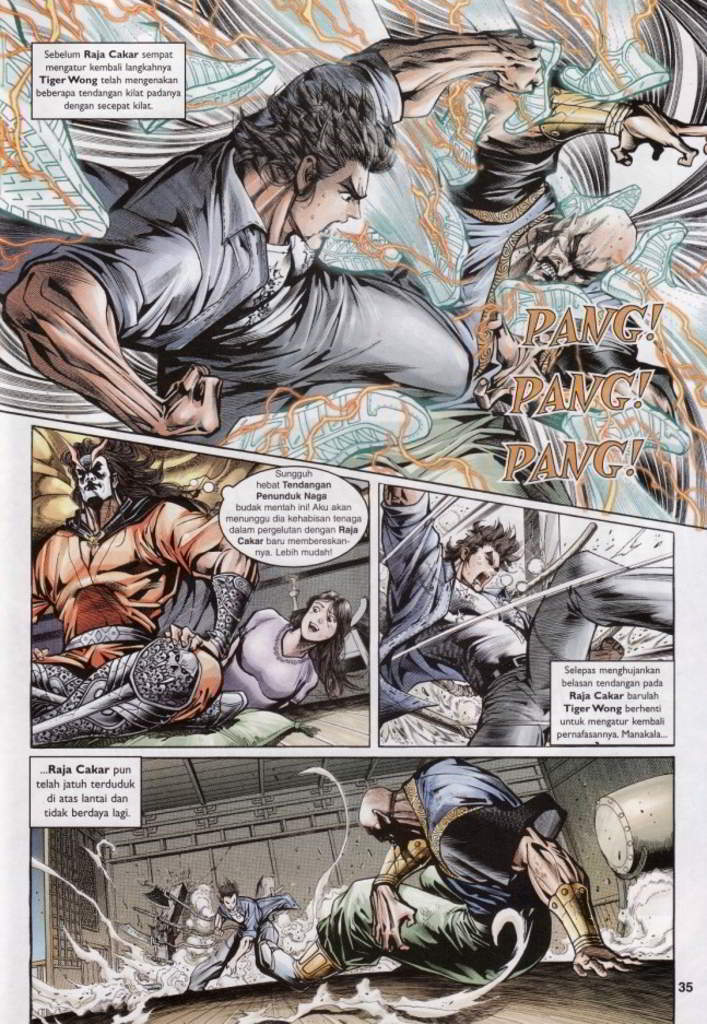 Sebelum Raja Cakar sempat
mengatur kembali langkahnya
Tiger Wong telah mengenakan
beberapa tendangan kilat padanya
dengan secepat kilat.
PANG!
PANG!
PANG!
Sungguh
hebat Tendangan
Penunduk Naga
budak mentah ini! Aku akan
menunggu dia kehabisan tenaga
dalam pergelutan dengan Raja
Cakar baru membereskan-
nya. Lebih mudah!
Selepas menghujankan
belasan tendangan pada
Raja Cakar barulah
Tiger Wong berhenti
untuk mengatur kembali
pernafasannya. Manakala...
...Raja Cakar pun
telah jatuh terduduk
di atas lantai dan
tidak berdaya lagi.
35